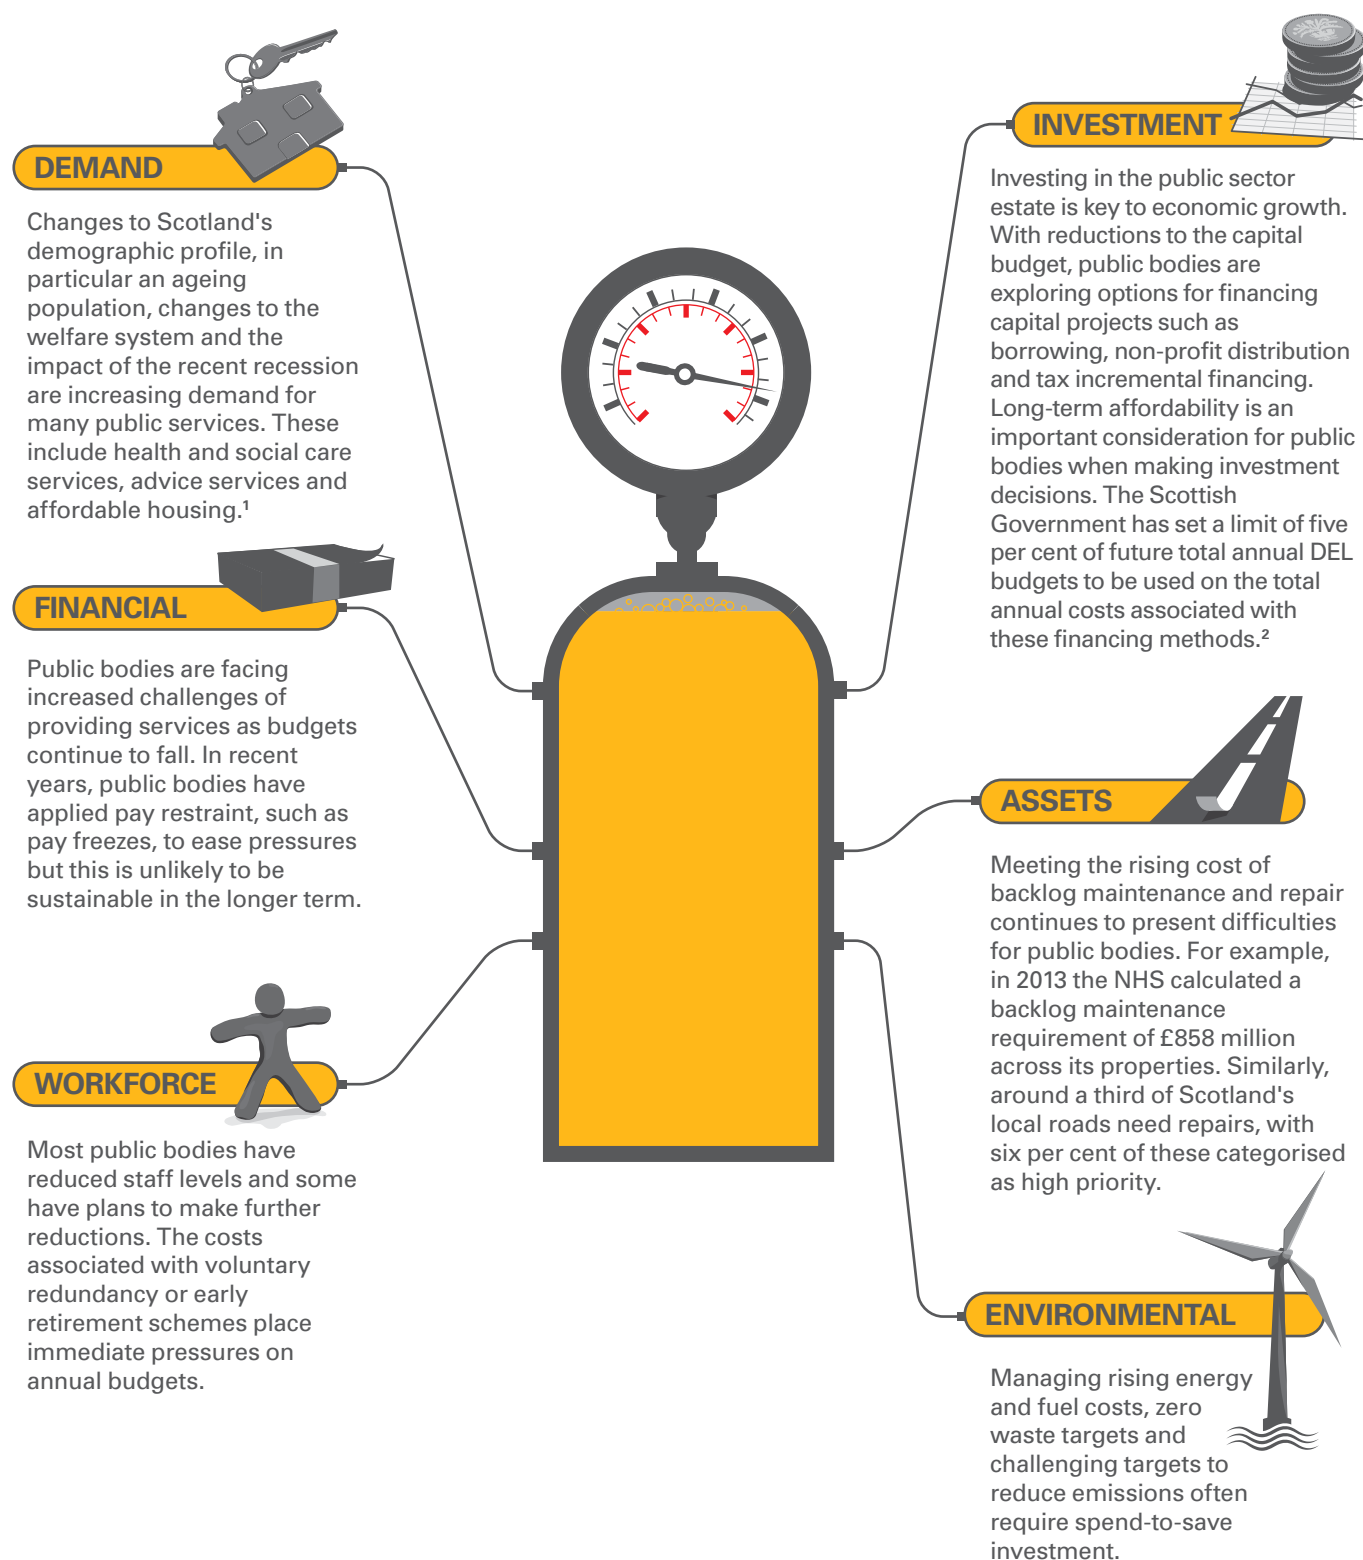 DEMAND
Changes to Scotland's
demographic profile, in
particular an ageing
population, changes to the
welfare system and the
impact of the recent recession
are increasing demand for
many public services. These
include health and social care
services, advice services and
affordable housing.¹
FINANCIAL
Public bodies are facing
increased challenges of
providing services as budgets
continue to fall. In recent
years, public bodies have
applied pay restraint, such as
pay freezes, to ease pressures
but this is unlikely to be
sustainable in the longer term.
WORKFORCE
Most public bodies have
reduced staff levels and some
have plans to make further
reductions. The costs
associated with voluntary
redundancy or early
retirement schemes place
immediate pressures on
annual budgets.
INVESTMENT
Investing in the public sector
estate is key to economic growth.
With reductions to the capital
budget, public bodies are
exploring options for financing
capital projects such as
borrowing, non-profit distribution
and tax incremental financing.
Long-term affordability is an
important consideration for public
bodies when making investment
decisions. The Scottish
Government has set a limit of five
per cent of future total annual DEL
budgets to be used on the total
annual costs associated with
these financing methods.²
ASSETS
Meeting the rising cost of
backlog maintenance and repair
continues to present difficulties
for public bodies. For example,
in 2013 the NHS calculated a
backlog maintenance
requirement of £858 million
across its properties. Similarly,
around a third of Scotland's
local roads need repairs, with
six per cent of these categorised
as high priority.
ENVIRONMENTAL
Managing rising energy
and fuel costs, zero
waste targets and
challenging targets to
reduce emissions often
require spend-to-save
investment.